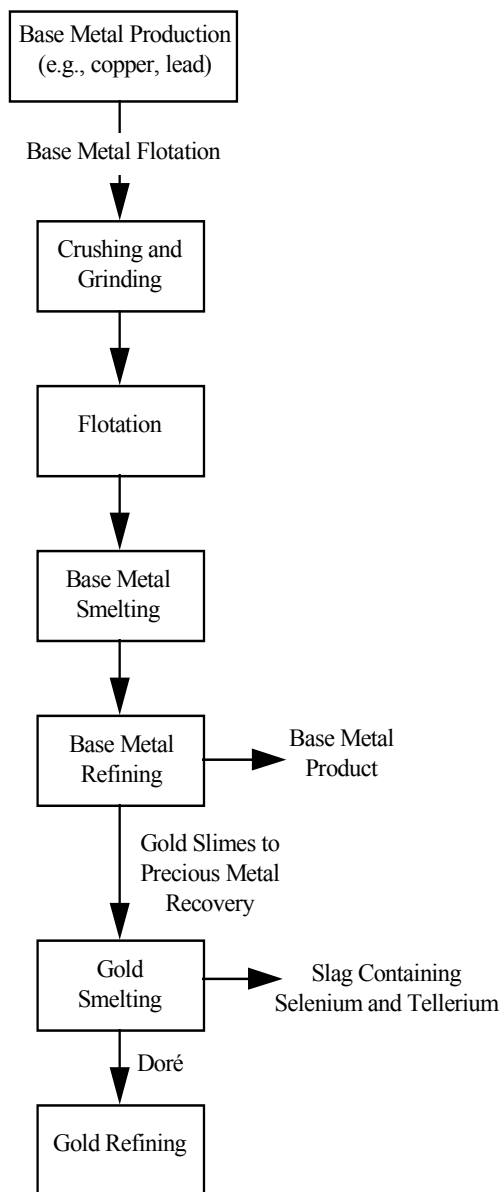 Base Metal Production
(e.g., copper, lead)
Base Metal Flotation
Crushing and
Grinding
Flotation
Base Metal
Smelting
Base Metal
Refining
Base Metal
Product
Gold Slimes to
Precious Metal
Recovery
Gold
Smelting
Slag Containing
Selenium and Tellerium
Doré
Gold Refining